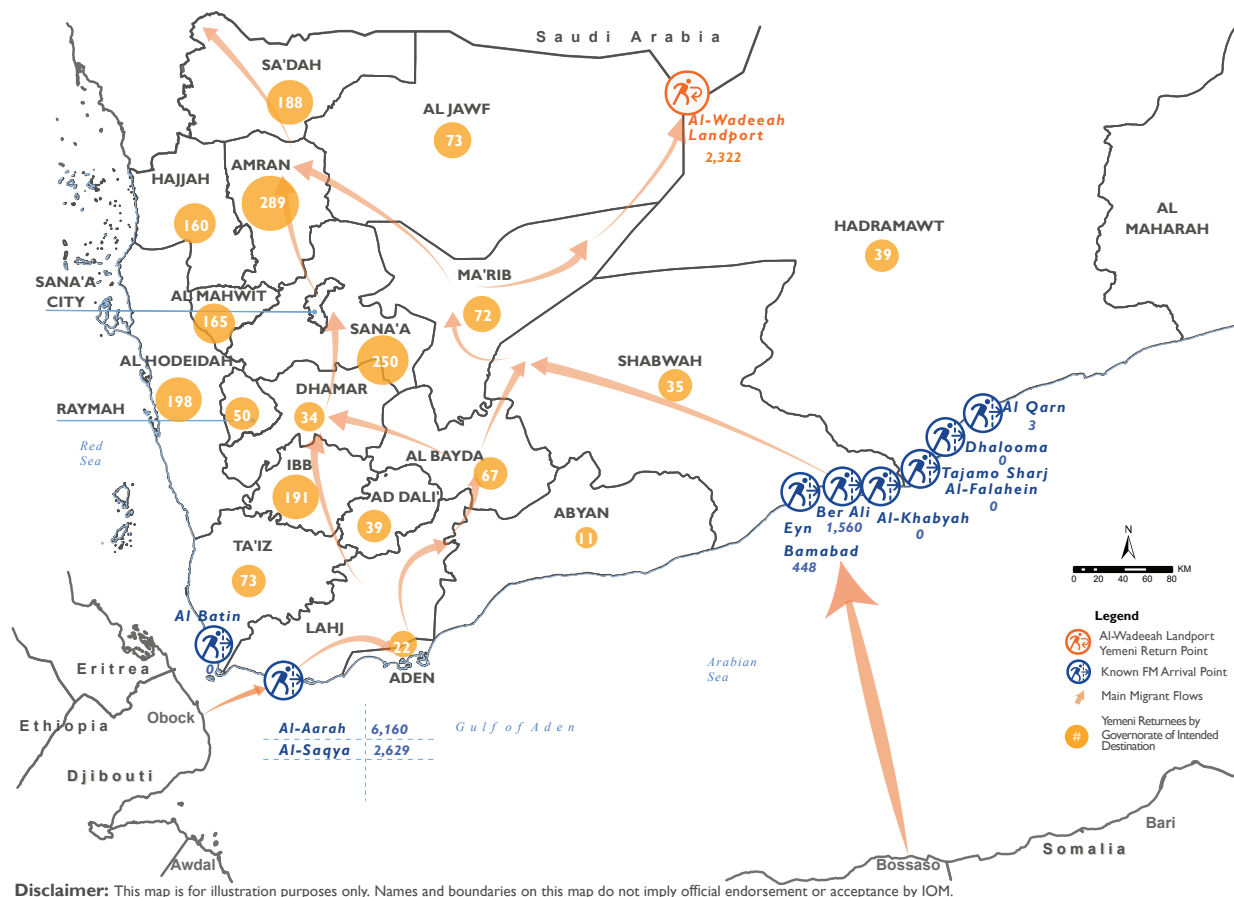 Saudi Arabia
SA'DAH
188
AL JAWF
73
Al-Wadeeah
Landport
2,322
AMRAN
289
HAJJAH
160
HADRAMAWT
39
AL
MAHARAH
SANA'A
CITY
AL MAHWIT
165
MA'RIB
72
SANA'A
250
AL HODEIDAH
198
SHABWAH
35
DHAMAR
34
RAYMAH
50
Red
Sea
IBB
191
AL BAYDA
67
AD DALI'
39
ABYAN
11
TA'IZ
73
Al Qarn
3
Dhalooma
0
Tajamo Sharj
Al-Falahein
0
Al-Khabyah
0
Ber Ali
1,560
Eyn
Bamabad
448
N
0 20 40 60 80 KM
Al Batin
0
LAHJ
22
ADEN
Eritrea
Ethiopia
Obock
Djibouti
Awdal
Al-Aarah 6,160
Al-Saqya 2,629
Gulf of Aden
Arabian
Sea
Legend
Al-Wadeeah Landport
Yemeni Return Point
Known FM Arrival Point
Main Migrant Flows
#
Yemeni Returnees by
Governorate of Intended
Destination
Bari
Somalia
Bossaso
Disclaimer: This map is for illustration purposes only. Names and boundaries on this map do not imply official endorsement or acceptance by IOM.